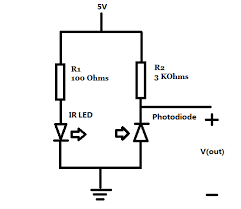 5V
R1
100 Ohms
R2
3 KOhms
IR LED
Photodiode
+
V(out)
−